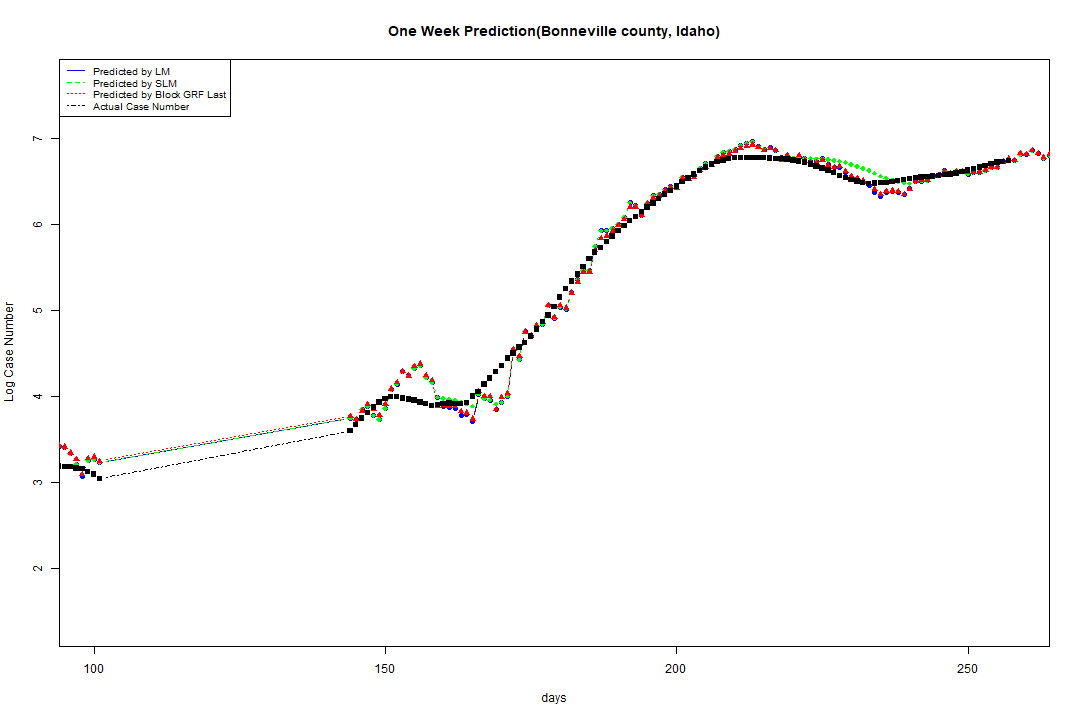 One Week Prediction(Bonneville county, Idaho)
Predicted by LM
Predicted by SLM
Predicted by Block GRF Last
Actual Case Number
7
6
5
4
3
2
Log Case Number
100 150 200 250
days